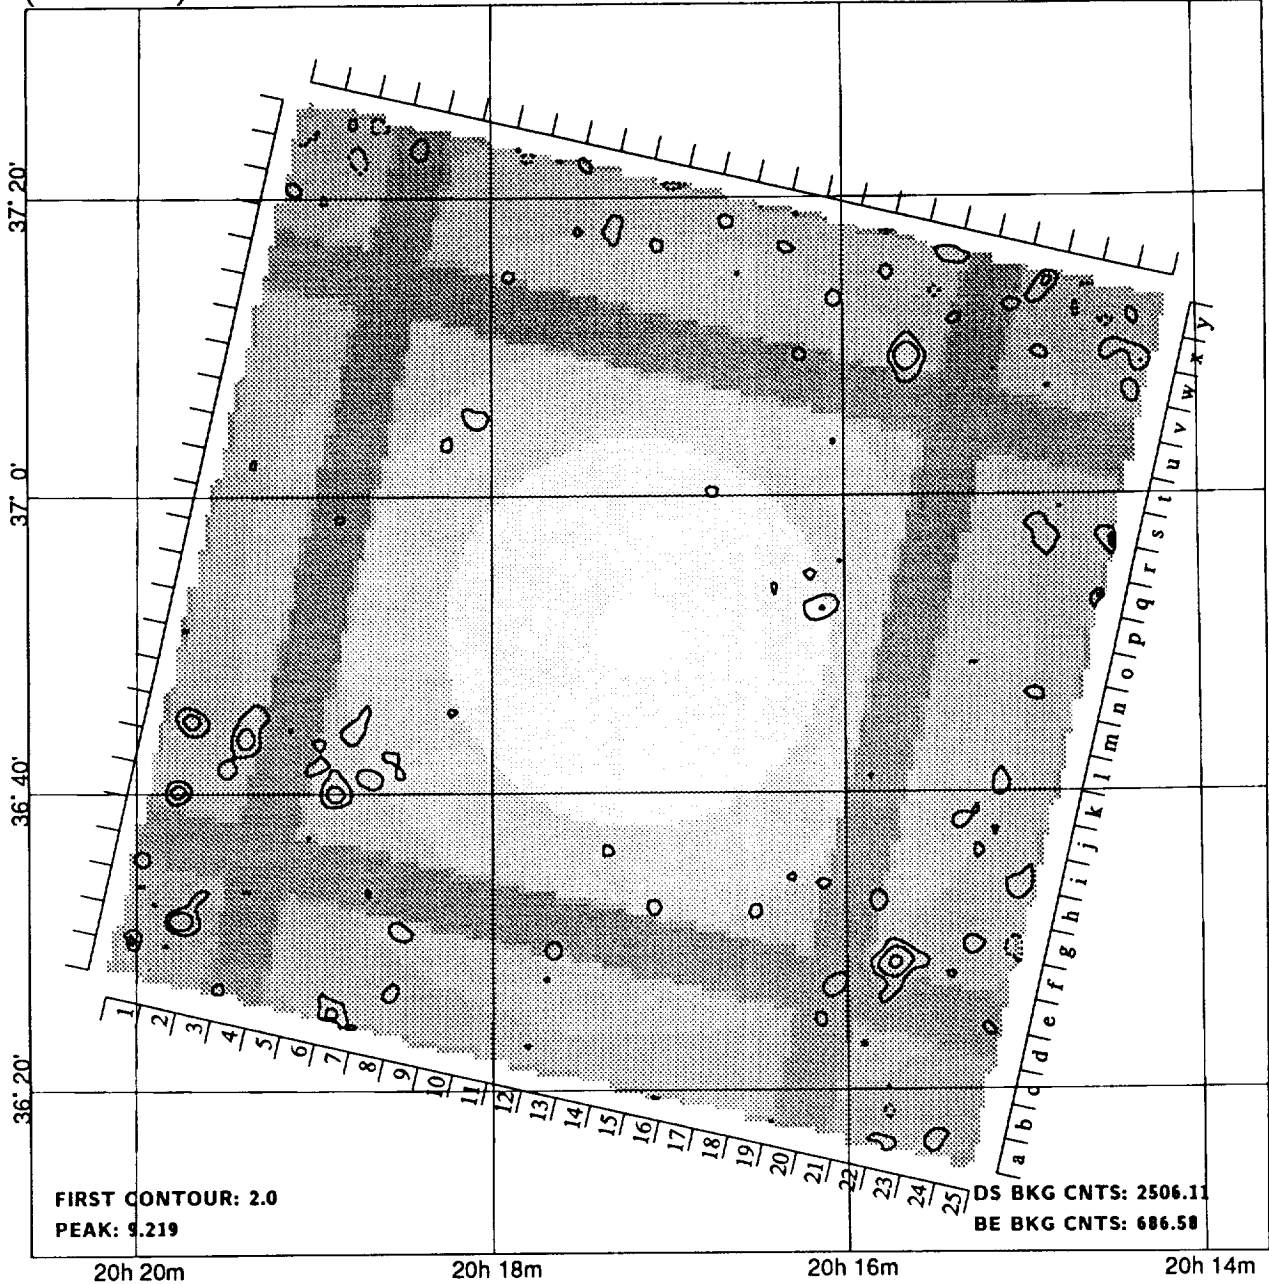 37° 20'
37° 0'
36° 40'
36° 20'
y
x
w
v
u
t
s
r
q
p
o
n
m
l
k
j
i
h
g
f
e
d
c
b
a
1 2 3 4 5 6 7 8 9 10 11 12 13 14 15 16 17 18 19 20 21 22 23 24 25
FIRST CONTOUR: 2.0
PEAK: 9.219
DS BKG CNTS: 2506.11
BE BKG CNTS: 686.58
20h 20m 20h 18m 20h 16m 20h 14m